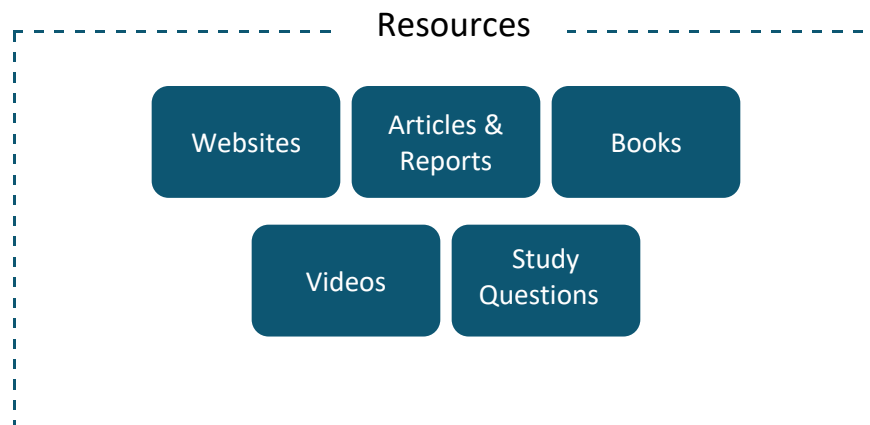 Resources
Websites
Articles &
Reports
Books
Videos
Study
Questions